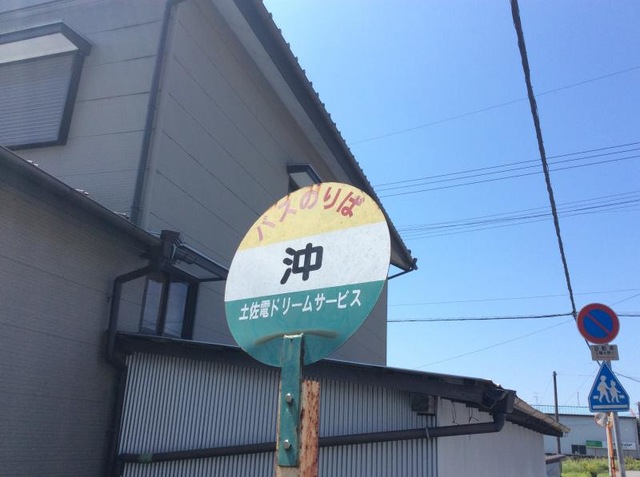 バスのりば
沖
土佐電ドリームサービス